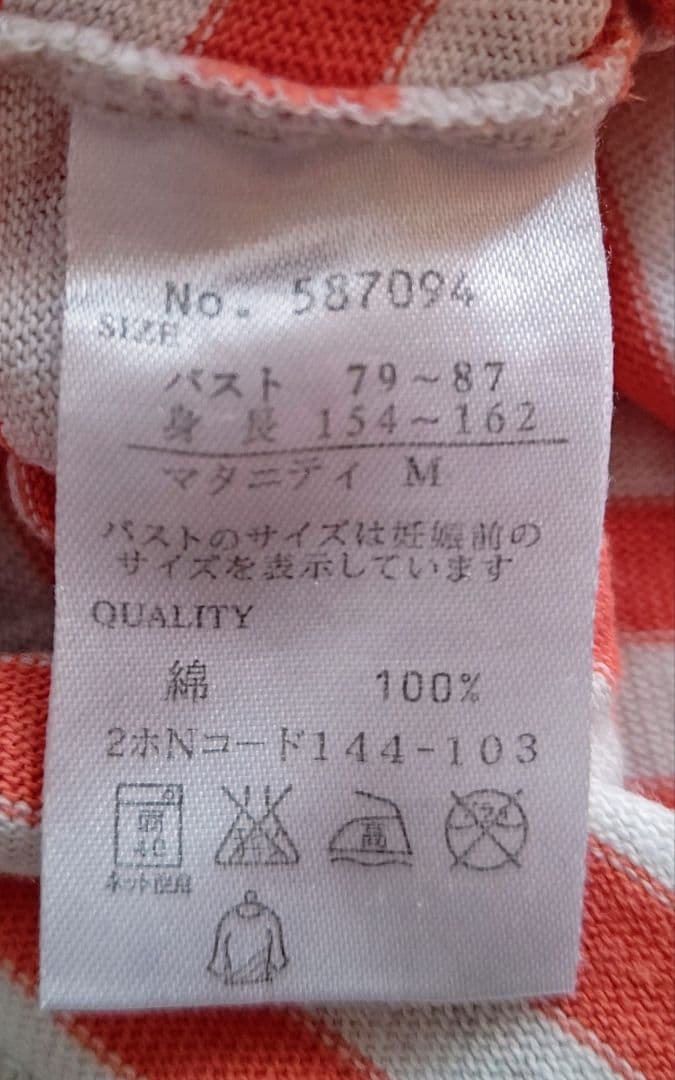 No. 587094
SIZE
バスト 79~87
身長 154~162
マタニティ M
バストのサイズは妊娠前の
サイズを表示しています
QUALITY
綿 100%
2ホNコード144-103
弱
40
高
ネット使用